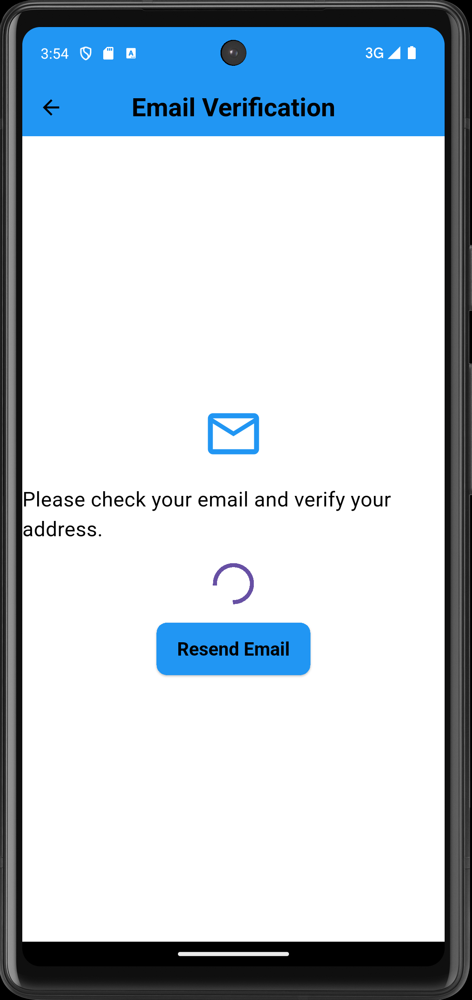 3:54
3G
Email Verification
Please check your email and verify your
address.
Resend Email